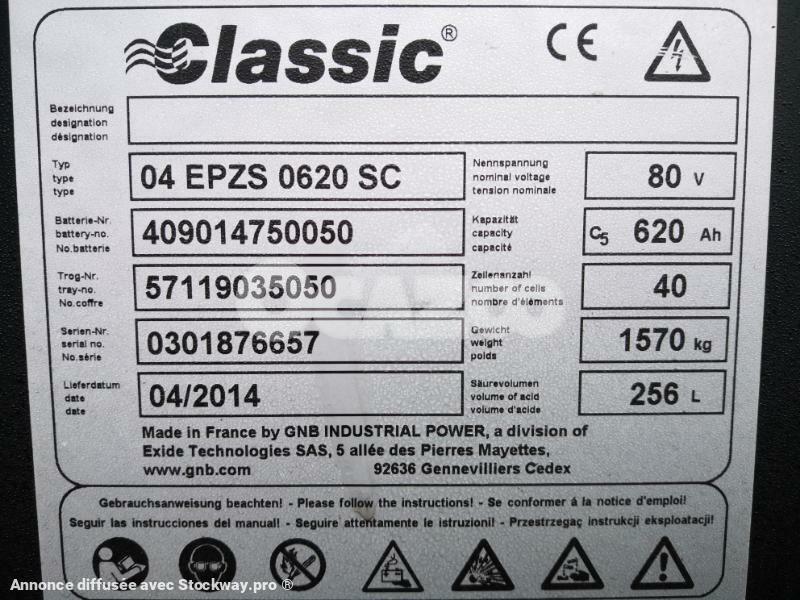 Classic®
CE
Bezeichnung
designation
désignation
Typ
type
type
04 EPZS 0620 SC
Nennspannung
nominal voltage
tension nominale
80 V
Batterie-Nr.
battery-no.
No.batterie
409014750050
Kapazität
capacity
capacité
C5 620 Ah
Trog-Nr.
tray-no.
No.coffre
57119035050
Zellenanzahl
number of cells
nombre d'éléments
40
Serien-Nr.
serial no.
No.série
0301876657
Gewicht
weight
poids
1570 kg
Lieferdatum
date
date
04/2014
Säurevolumen
volume of acid
volume d'acide
256 L
Made in France by GNB INDUSTRIAL POWER, a division of
Exide Technologies SAS, 5 allée des Pierres Mayettes,
www.gnb.com 92636 Gennevilliers Cedex
Gebrauchsanweisung beachten! - Please follow the instructions! - Se conformer á la notice d'emploi!
Seguir las instrucciones del manual! - Seguire attentamente le istruzioni! - Przestrzegaç instrukcji eksploatacji!
Annonce diffusée avec Stockway.pro ®